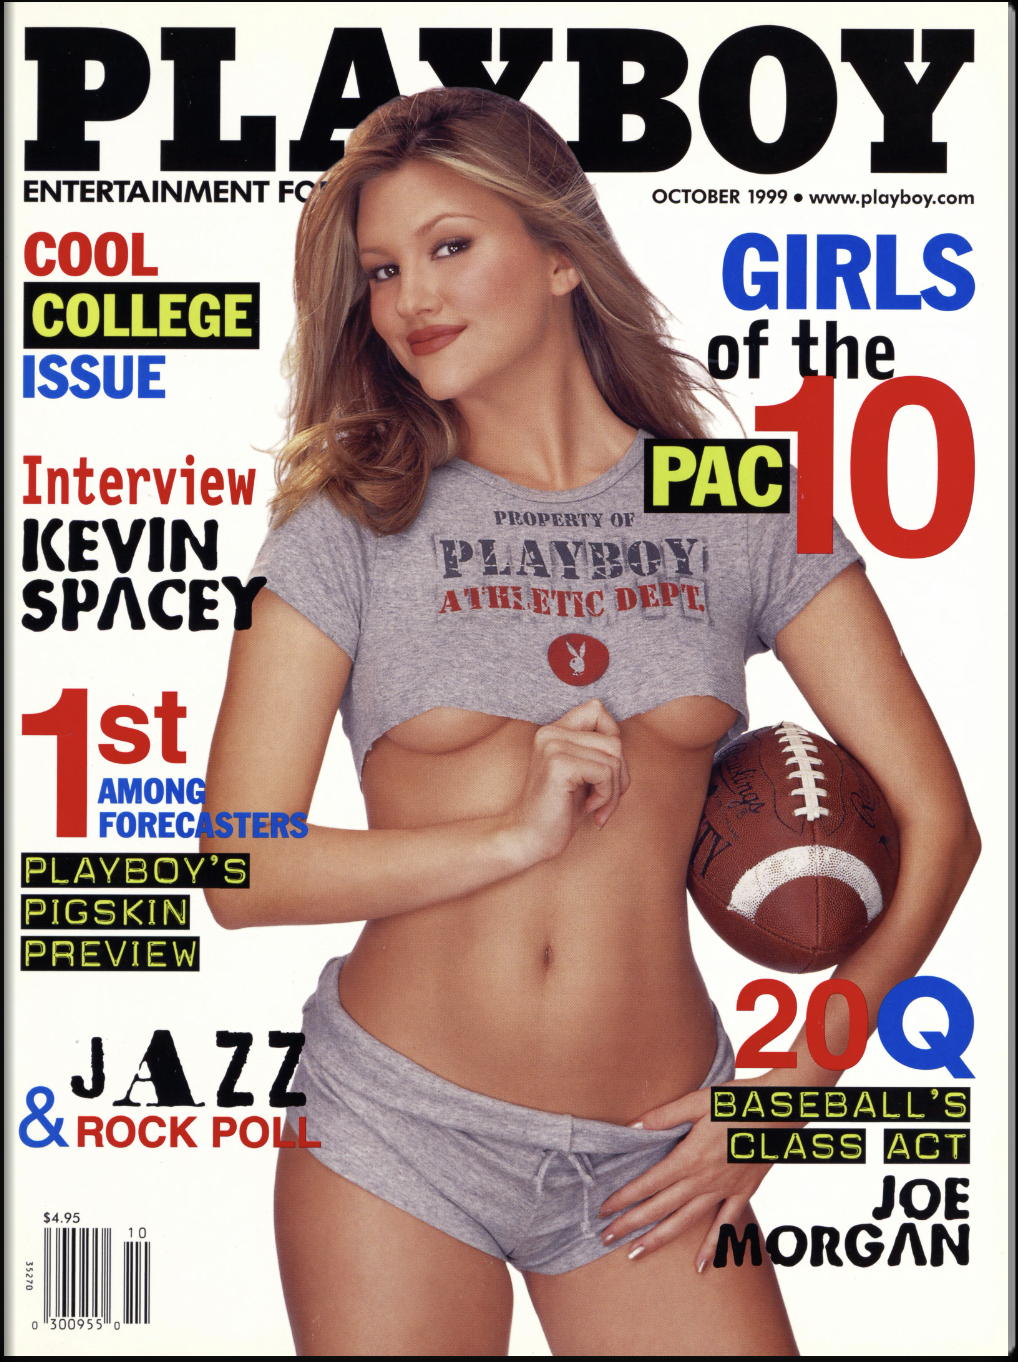 PLAYBOY
ENTERTAINMENT FO
OCTOBER 1999 • www.playboy.com
COOL
COLLEGE
ISSUE
GIRLS
of the
PAC 10
Interview
KEVIN
SPACEY
PROPERTY OF
PLAYBOY
ATHLETIC DEPT.
1st
AMONG
FORECASTERS
PLAYBOY'S
PIGSKIN
PREVIEW
20Q
BASEBALL'S
CLASS ACT
JOE
MORGAN
JAZZ
& ROCK POLL
$4.95
10
35270
0 300955 0